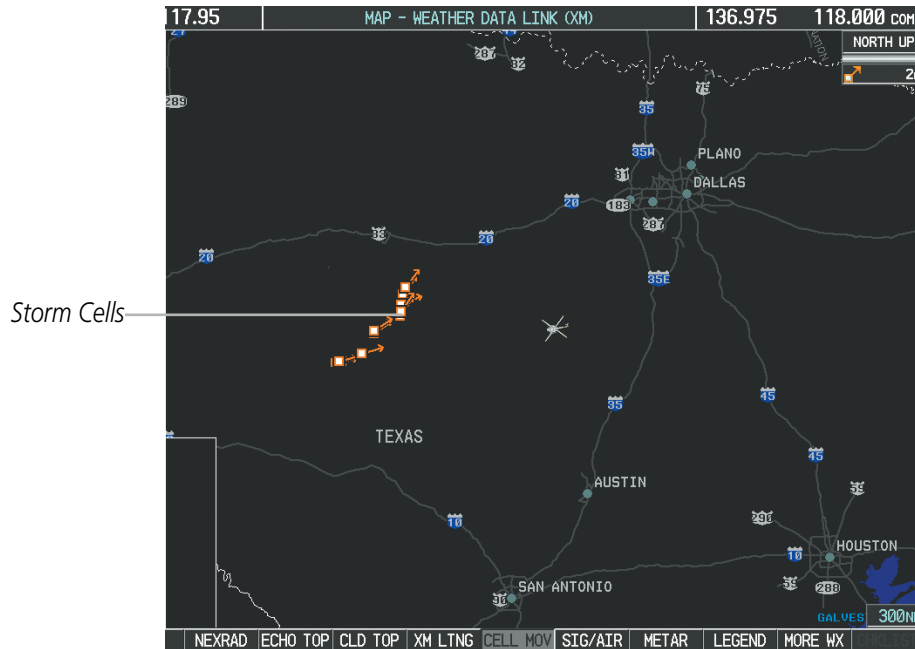 117.95 MAP - WEATHER DATA LINK (XM) 136.975 118.000 COM
NORTH UP
287
82
289
35
75
35W
PLANO
81
DALLAS
20
183
287
83
20
20
35E
Storm Cells
45
35
TEXAS
45
AUSTIN
59
290
10
HOUSTON
10
59
288
SAN ANTONIO
90
GALVES
NEXRAD ECHO TOP CLD TOP XM LTNG CELL MOV SIG/AIR METAR LEGEND MORE WX